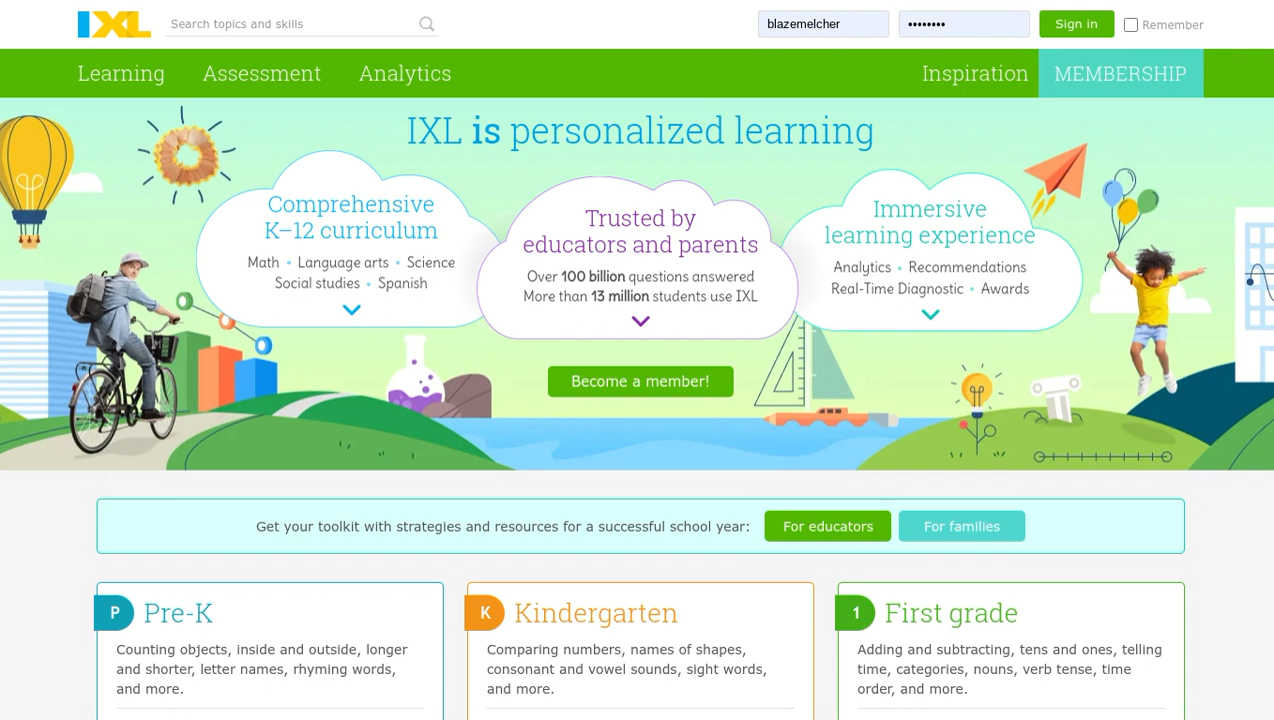 IXL
Search topics and skills
blazemelcher
••••••••
Sign in
Remember
Learning
Assessment
Analytics
Inspiration
MEMBERSHIP
IXL is personalized learning
Comprehensive
K–12 curriculum
Math • Language arts • Science
Social studies • Spanish
Trusted by
educators and parents
Over 100 billion questions answered
More than 13 million students use IXL
Immersive
learning experience
Analytics • Recommendations
Real-Time Diagnostic • Awards
Become a member!
Get your toolkit with strategies and resources for a successful school year:
For educators
For families
P Pre-K
Counting objects, inside and outside, longer
and shorter, letter names, rhyming words,
and more.
K Kindergarten
Comparing numbers, names of shapes,
consonant and vowel sounds, sight words,
and more.
1 First grade
Adding and subtracting, tens and ones, telling
time, categories, nouns, verb tense, time
order, and more.